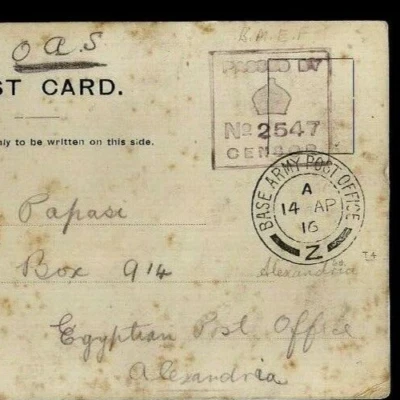 O.A.S
B.M.E.F
ST CARD.
PASSED BY
nly to be written on this side.
No 2547
CENSOR
BASE ARMY POST OFFICE
A
14 AP
16
Z
Papasi
Box 914
Alexandria
Egyptian Post Office
Alexandria